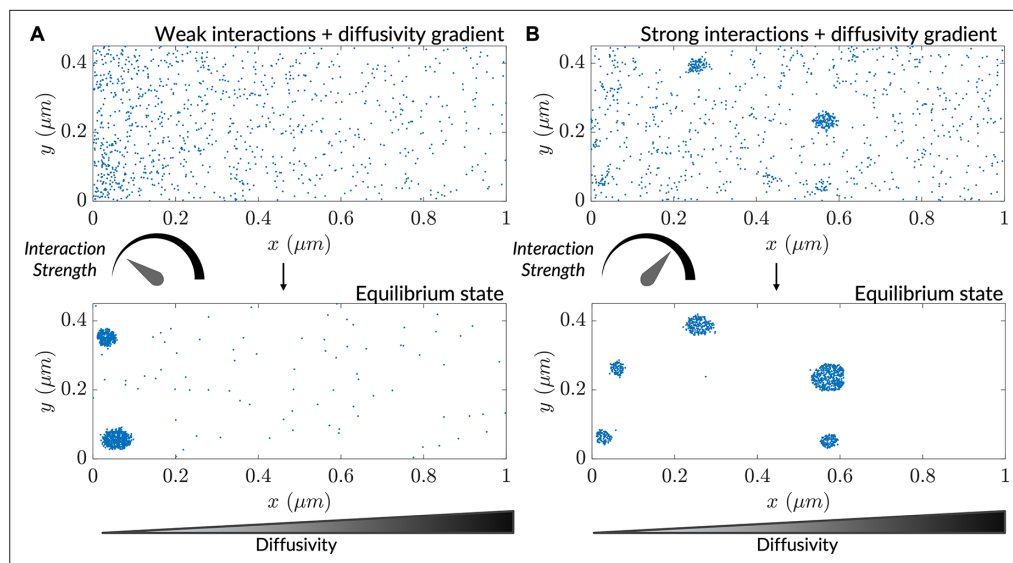 A
Weak interactions + diffusivity gradient
0.4
0.2
0
y (μm)
0 0.2 0.4 0.6 0.8 1
x (μm)
Interaction
Strength
Equilibrium state
0.4
0.2
0
y (μm)
0 0.2 0.4 0.6 0.8 1
x (μm)
Diffusivity
B
Strong interactions + diffusivity gradient
0.4
0.2
0
y (μm)
0 0.2 0.4 0.6 0.8 1
x (μm)
Interaction
Strength
Equilibrium state
0.4
0.2
0
y (μm)
0 0.2 0.4 0.6 0.8 1
x (μm)
Diffusivity